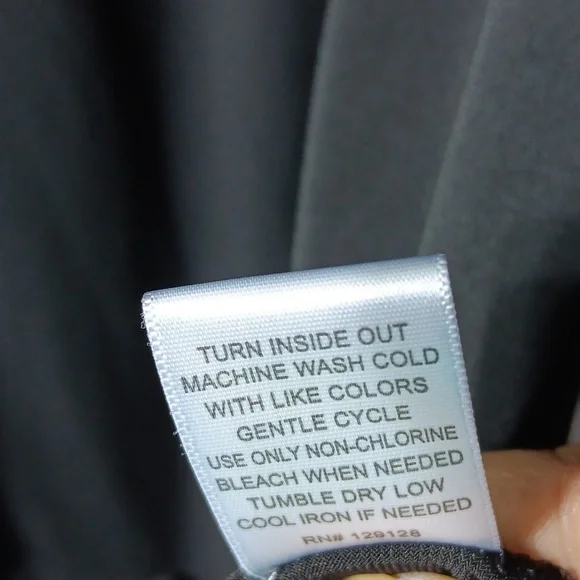 TURN INSIDE OUT
MACHINE WASH COLD
WITH LIKE COLORS
GENTLE CYCLE
USE ONLY NON-CHLORINE
BLEACH WHEN NEEDED
TUMBLE DRY LOW
COOL IRON IF NEEDED
RN# 129128